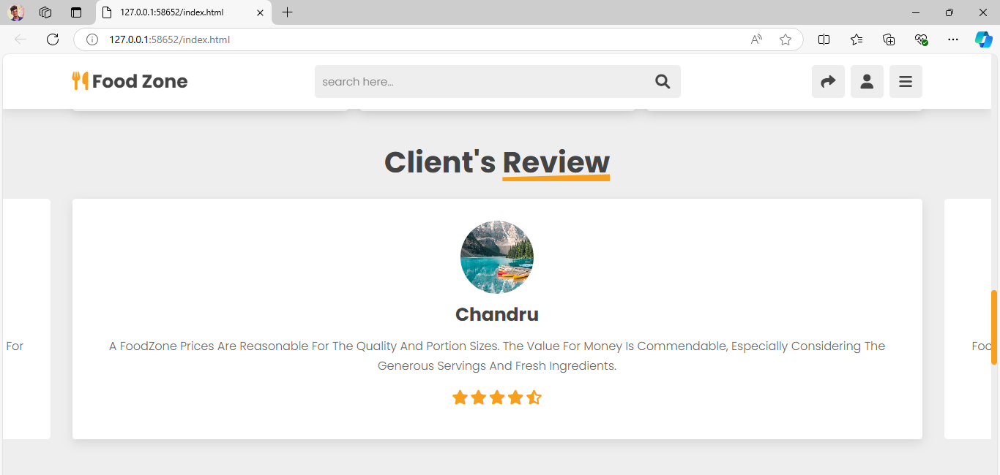 127.0.0.1:58652/index.html
127.0.0.1:58652/index.html
Food Zone
search here...
Client's Review
Chandru
For
A FoodZone Prices Are Reasonable For The Quality And Portion Sizes. The Value For Money Is Commendable, Especially Considering The
Foo
Generous Servings And Fresh Ingredients.